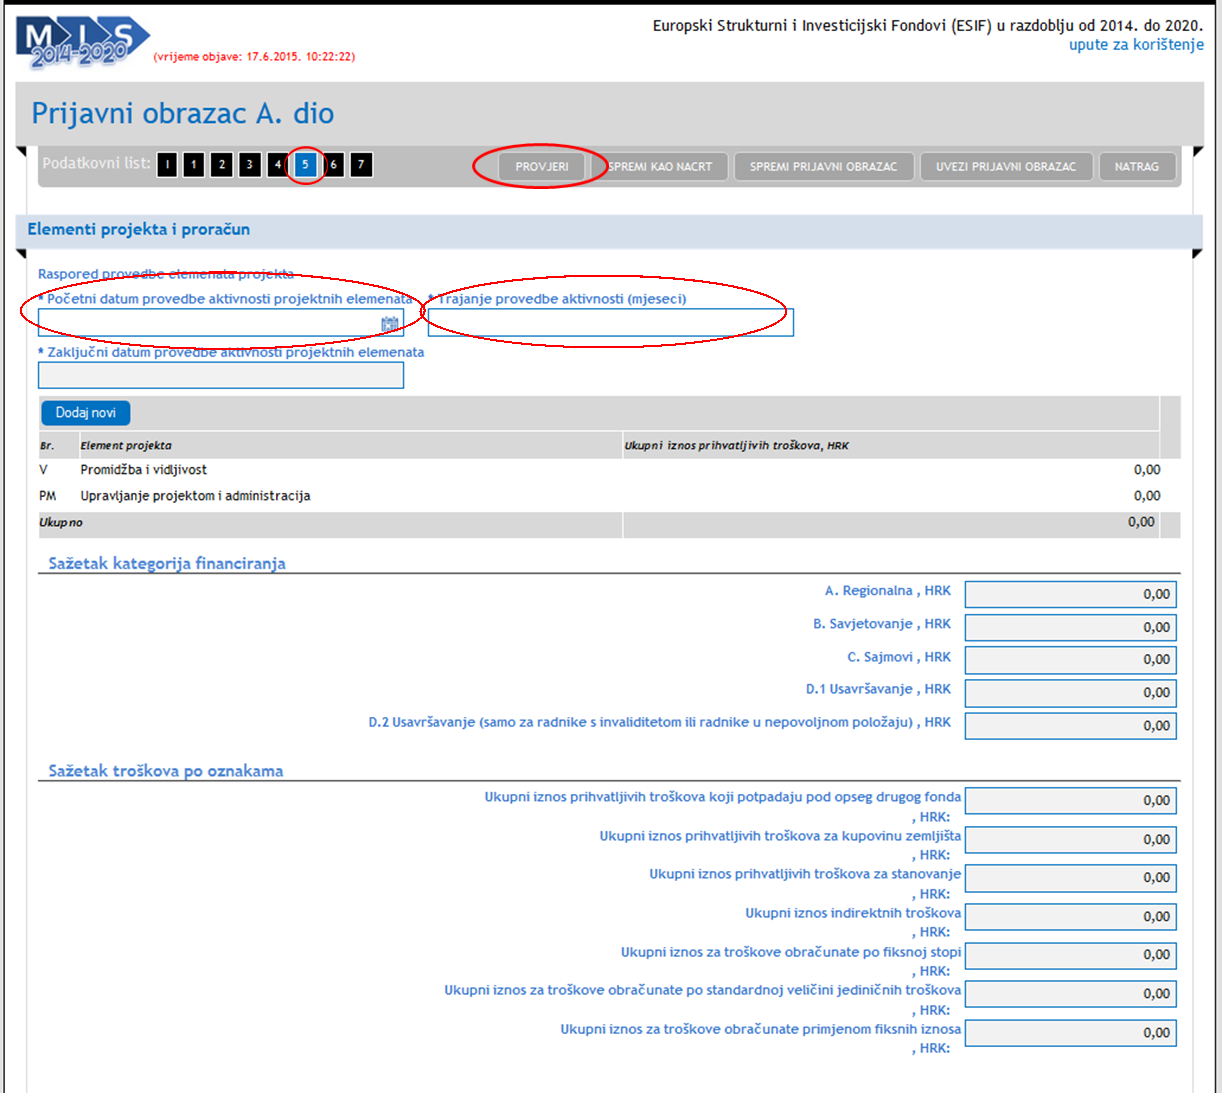 Europski Strukturni i Investicijski Fondovi (ESIF) u razdoblju od 2014. do 2020.
M I S
2014-2020
upute za korištenje
(vrijeme objave: 17.6.2015. 10:22:22)
Prijavni obrazac A. dio
Podatkovni list: I 1 2 3 4 5 6 7 PROVJERI SPREMI KAO NACRT SPREMI PRIJAVNI OBRAZAC UVEZI PRIJAVNI OBRAZAC NATRAG
Elementi projekta i proračun
Raspored provedbe elemenata projekta
* Početni datum provedbe aktivnosti projektnih elemenata * Trajanje provedbe aktivnosti (mjeseci)
* Zaključni datum provedbe aktivnosti projektnih elemenata
Dodaj novi
Br. Element projekta Ukupni iznos prihvatljivih troškova, HRK
V Promidžba i vidljivost 0,00
PM Upravljanje projektom i administracija 0,00
Ukupno 0,00
Sažetak kategorija financiranja
A. Regionalna , HRK 0,00
B. Savjetovanje , HRK 0,00
C. Sajmovi , HRK 0,00
D.1 Usavršavanje , HRK 0,00
D.2 Usavršavanje (samo za radnike s invaliditetom ili radnike u nepovoljnom položaju) , HRK 0,00
Sažetak troškova po oznakama
Ukupni iznos prihvatljivih troškova koji potpadaju pod opseg drugog fonda 0,00
, HRK:
Ukupni iznos prihvatljivih troškova za kupovinu zemljišta 0,00
, HRK:
Ukupni iznos prihvatljivih troškova za stanovanje 0,00
, HRK:
Ukupni iznos indirektnih troškova 0,00
, HRK:
Ukupni iznos za troškove obračunate po fiksnoj stopi 0,00
, HRK:
Ukupni iznos za troškove obračunate po standardnoj veličini jediničnih troškova 0,00
, HRK:
Ukupni iznos za troškove obračunate primjenom fiksnih iznosa 0,00
, HRK: